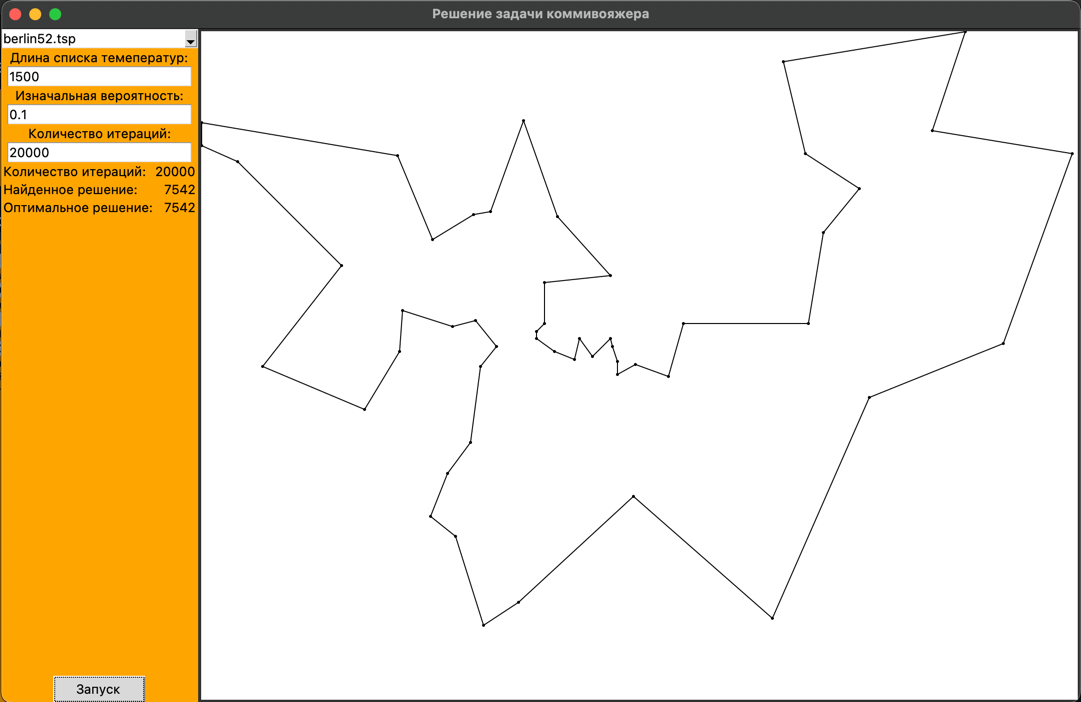 Решение задачи коммивояжера
berlin52.tsp
Длина списка темеператур:
1500
Изначальная вероятность:
0.1
Количество итераций:
20000
Количество итераций: 20000
Найденное решение: 7542
Оптимальное решение: 7542
Запуск